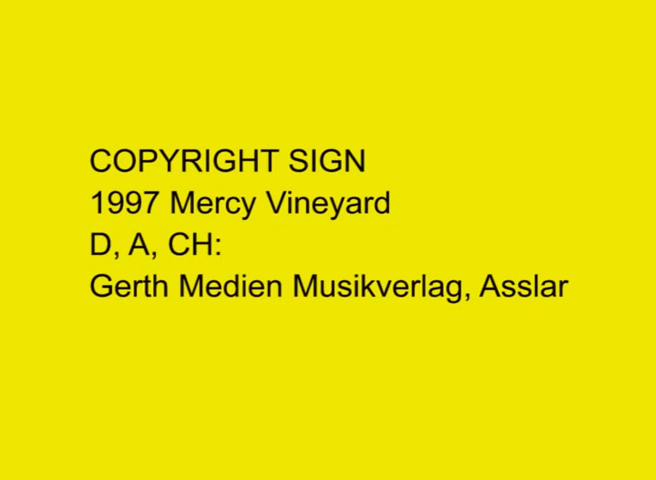 COPYRIGHT SIGN
1997 Mercy Vineyard
D, A, CH:
Gerth Medien Musikverlag, Asslar